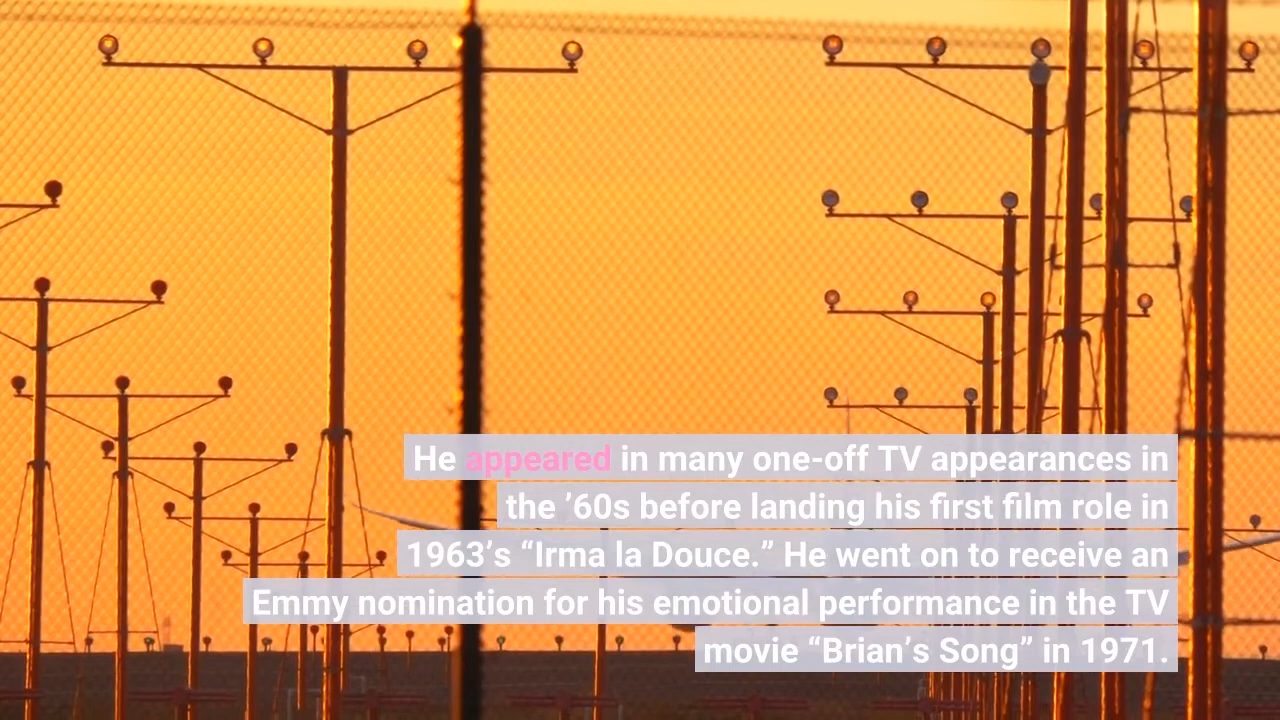 He appeared in many one-off TV appearances in
the ’60s before landing his first film role in
1963’s “Irma la Douce.” He went on to receive an
Emmy nomination for his emotional performance in the TV
movie “Brian’s Song” in 1971.